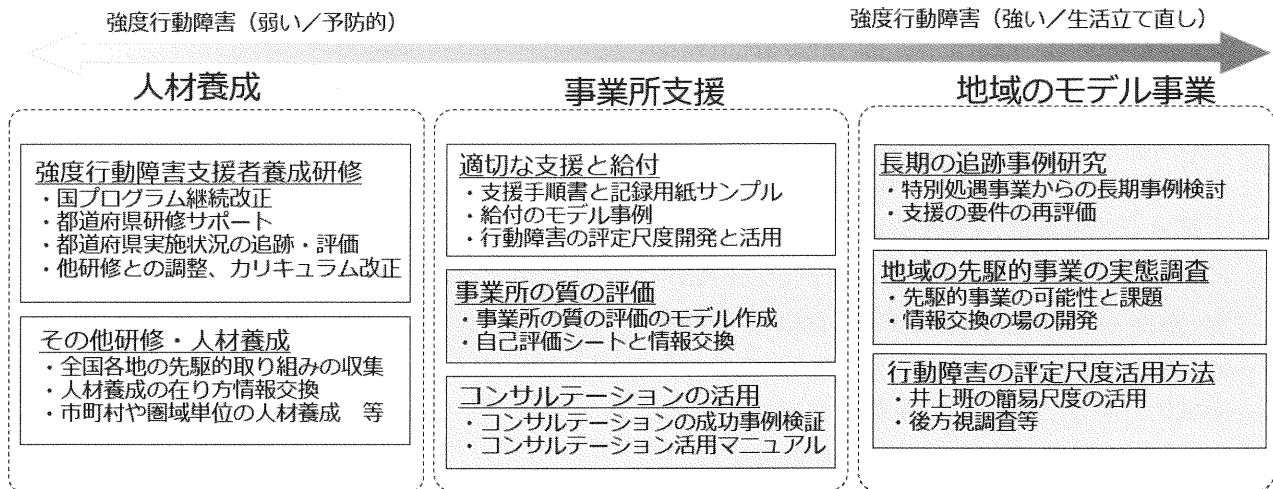 強度行動障害（弱い／予防的）
強度行動障害（強い／生活立て直し）
人材養成
強度行動障害支援者養成研修
・国プログラム継続改正
・都道府県研修サポート
・都道府県実施状況の追跡・評価
・他研修との調整、カリキュラム改正
その他研修・人材養成
・全国各地の先駆的取り組みの収集
・人材養成の在り方情報交換
・市町村や圏域単位の人材養成　等
事業所支援
適切な支援と給付
・支援手順書と記録用紙サンプル
・給付のモデル事例
・行動障害の評定尺度開発と活用
事業所の質の評価
・事業所の質の評価のモデル作成
・自己評価シートと情報交換
コンサルテーションの活用
・コンサルテーションの成功事例検証
・コンサルテーション活用マニュアル
地域のモデル事業
長期の追跡事例研究
・特別処遇事業からの長期事例検討
・支援の要件の再評価
地域の先駆的事業の実態調査
・先駆的事業の可能性と課題
・情報交換の場の開発
行動障害の評定尺度活用方法
・井上班の簡易尺度の活用
・後方視調査等